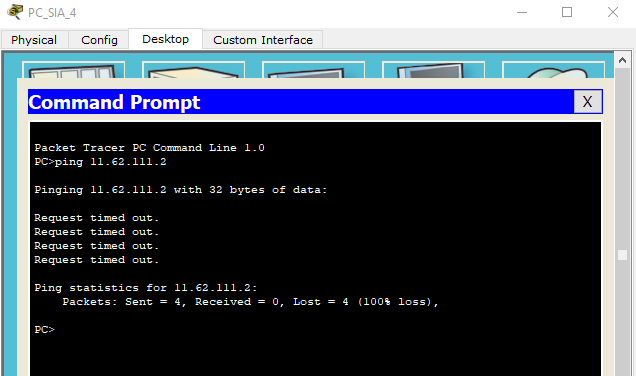 PC_SIA_4
Physical Config Desktop Custom Interface
Command Prompt X
Packet Tracer PC Command Line 1.0
PC>ping 11.62.111.2
Pinging 11.62.111.2 with 32 bytes of data:
Request timed out.
Request timed out.
Request timed out.
Request timed out.
Ping statistics for 11.62.111.2:
Packets: Sent = 4, Received = 0, Lost = 4 (100% loss),
PC>